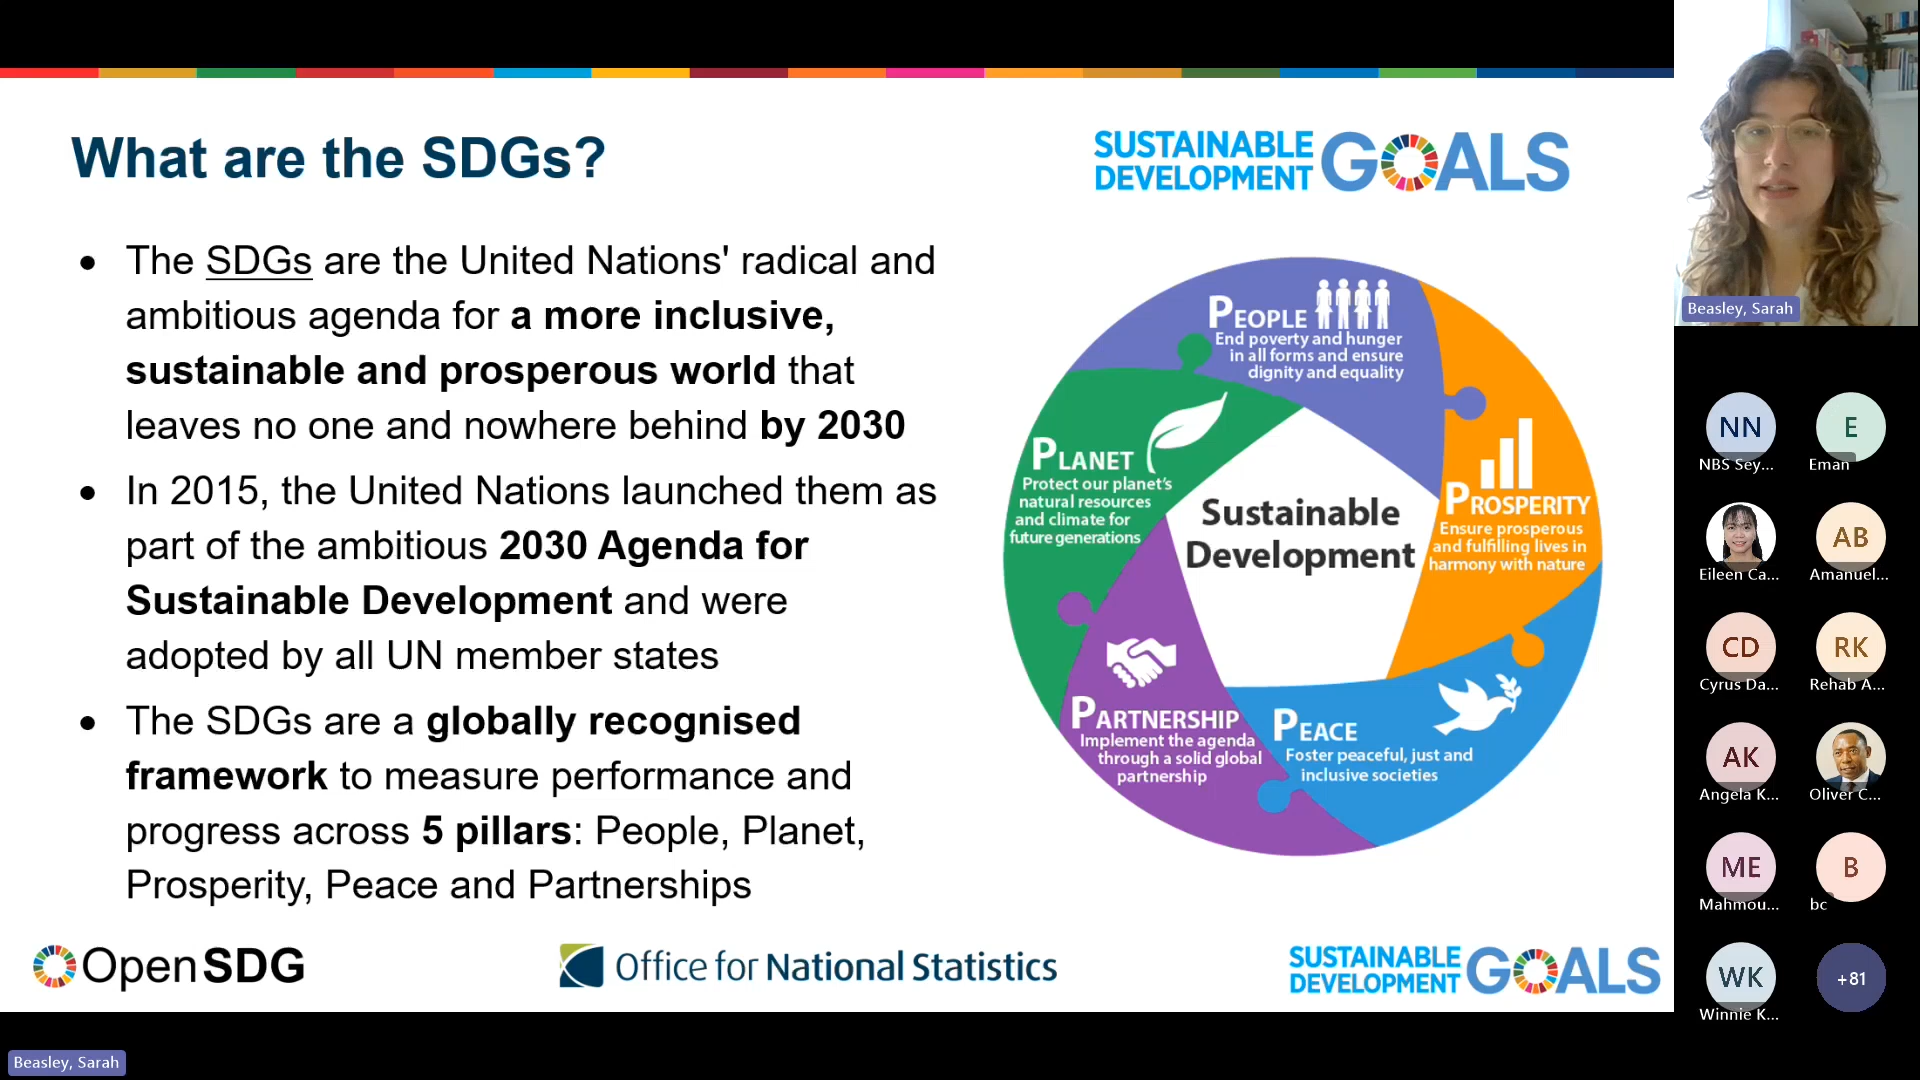 What are the SDGs?
SUSTAINABLE
DEVELOPMENT GOALS
• The SDGs are the United Nations' radical and
ambitious agenda for a more inclusive,
sustainable and prosperous world that
leaves no one and nowhere behind by 2030
• In 2015, the United Nations launched them as
part of the ambitious 2030 Agenda for
Sustainable Development and were
adopted by all UN member states
• The SDGs are a globally recognised
framework to measure performance and
progress across 5 pillars: People, Planet,
Prosperity, Peace and Partnerships
PEOPLE
End poverty and hunger
in all forms and ensure
dignity and equality
PLANET
Protect our planet's
natural resources
and climate for
future generations
Sustainable
Development
PROSPERITY
Ensure prosperous
and fulfilling lives in
harmony with nature
PARTNERSHIP
Implement the agenda
through a solid global
partnership
PEACE
Foster peaceful, just and
inclusive societies
Open SDG
Office for National Statistics
SUSTAINABLE
DEVELOPMENT GOALS
Beasley, Sarah
Beasley, Sarah
NN
NBS Sey...
E
Eman
Eileen Ca...
AB
Amanuel...
CD
Cyrus Da...
RK
Rehab A...
AK
Angela K...
Oliver C...
ME
Mahmou...
B
bc
WK
Winnie K...
+81